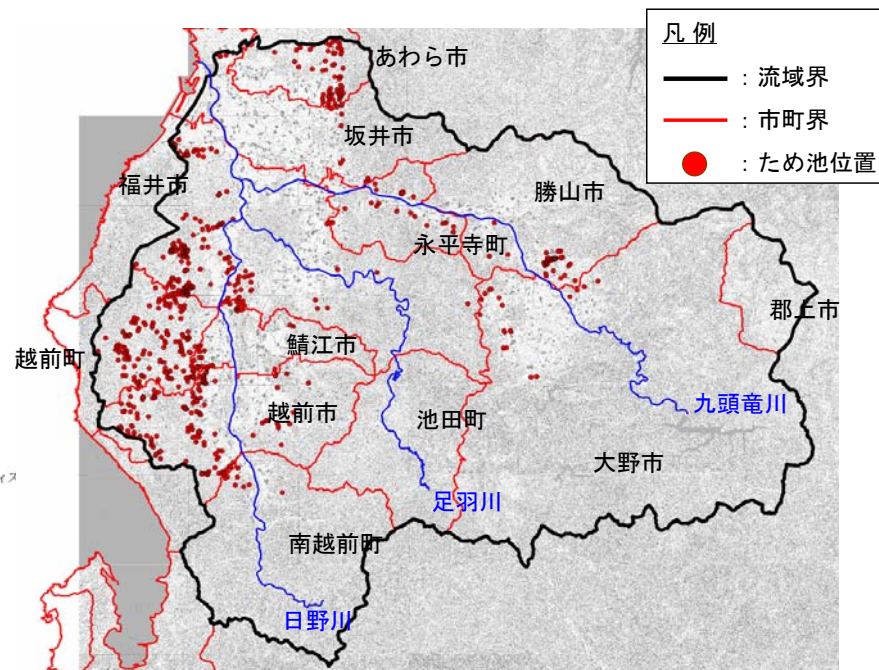 凡 例
: 流域界
: 市町界
: ため池位置
あわら市
坂井市
福井市
勝山市
永平寺町
郡上市
鯖江市
越前町
越前市
池田町
九頭竜川
大野市
足羽川
南越前町
日野川